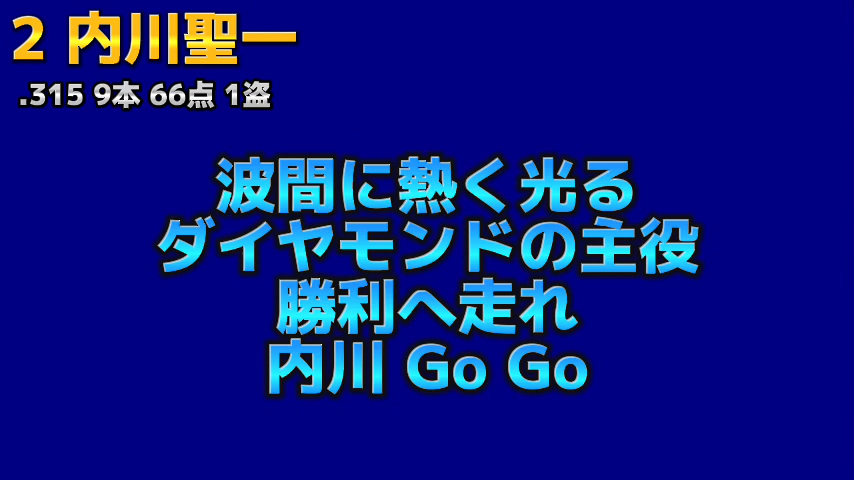 2 内川聖一
.315 9本 66点 1盗
波間に熱く光る
ダイヤモンドの主役
勝利へ走れ
内川 Go Go